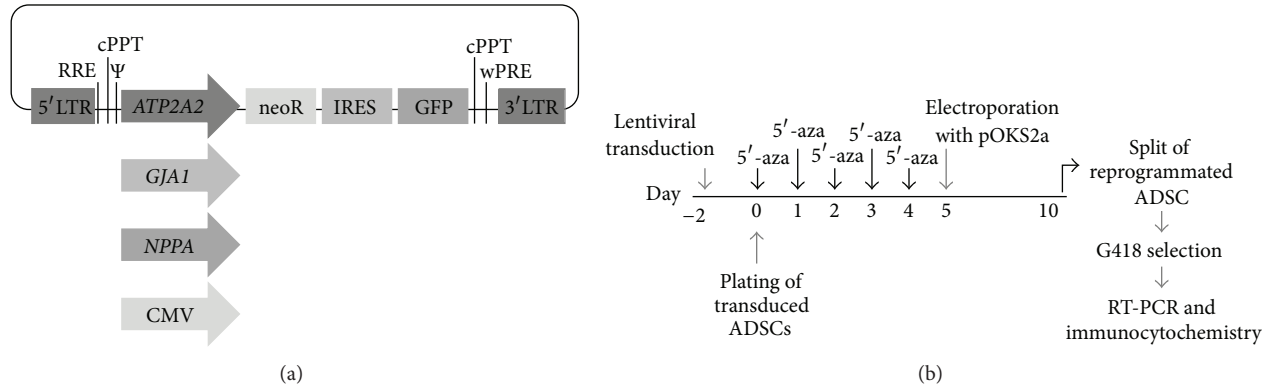 cPPT
RRE
Ψ
cPPT
wPRE
5′LTR
ATP2A2
neoR
IRES
GFP
3′LTR
GJA1
NPPA
CMV
(a)
Lentiviral
transduction
5′-aza
5′-aza
5′-aza
5′-aza
5′-aza
Electroporation
with pOKS2a
Day
−2
0
1
2
3
4
5
10
Plating of
transduced
ADSCs
Split of
reprogrammated
ADSC
G418 selection
RT-PCR and
immunocytochemistry
(b)